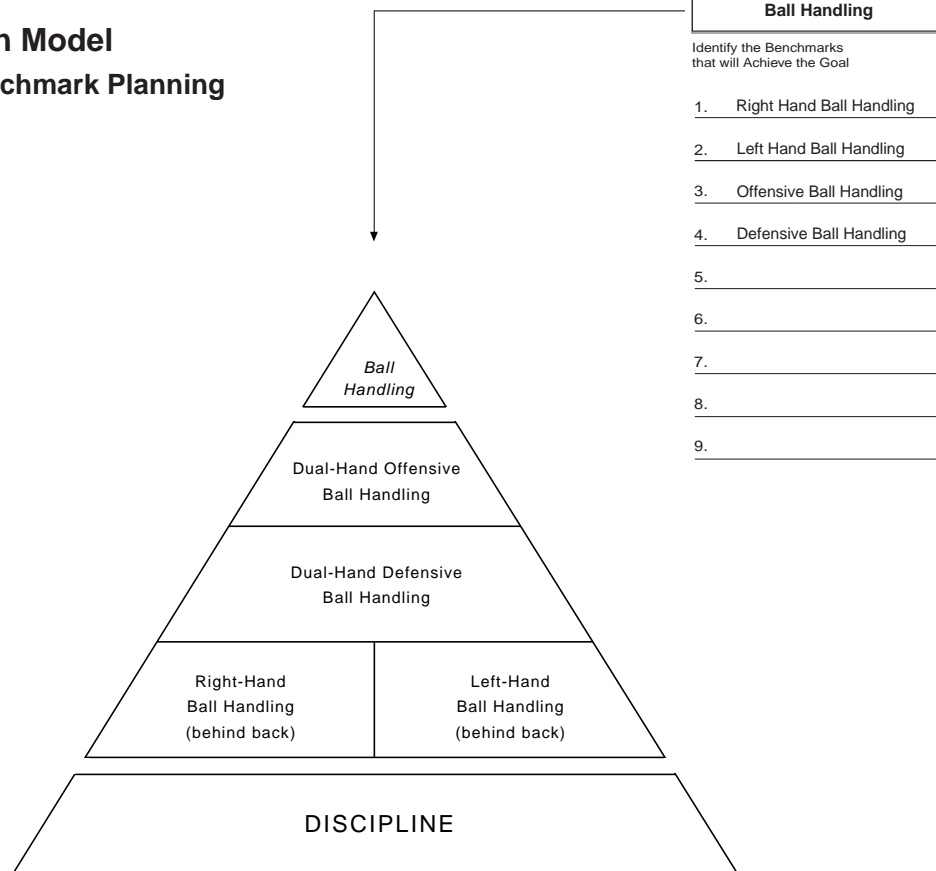 n Model
chmark Planning
Ball Handling
Identify the Benchmarks
that will Achieve the Goal
1. Right Hand Ball Handling
2. Left Hand Ball Handling
3. Offensive Ball Handling
4. Defensive Ball Handling
5.
6.
7.
8.
9.
Ball
Handling
Dual-Hand Offensive
Ball Handling
Dual-Hand Defensive
Ball Handling
Right-Hand
Ball Handling
(behind back)
Left-Hand
Ball Handling
(behind back)
DISCIPLINE